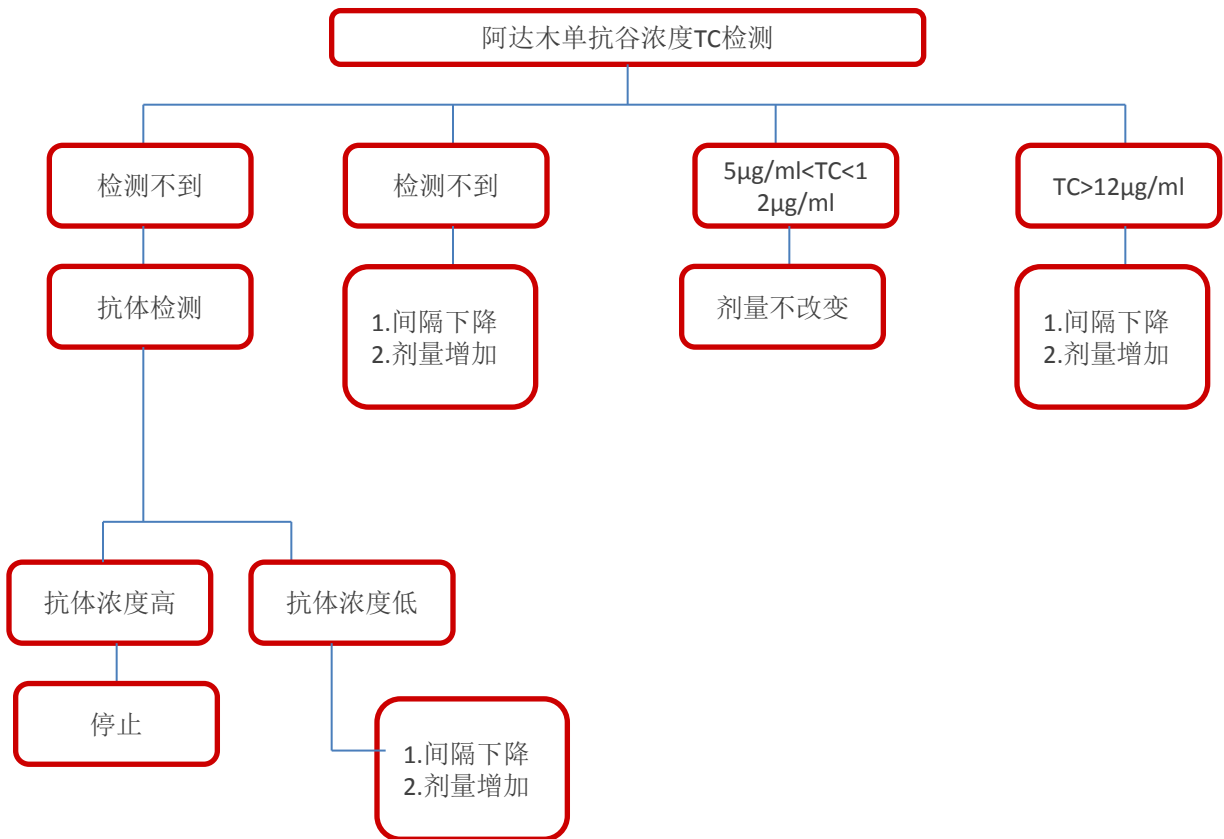 阿达木单抗谷浓度TC检测
检测不到
检测不到
5μg/ml<TC<1
2μg/ml
TC>12μg/ml
抗体检测
1.间隔下降
2.剂量增加
剂量不改变
1.间隔下降
2.剂量增加
抗体浓度高
抗体浓度低
停止
1.间隔下降
2.剂量增加